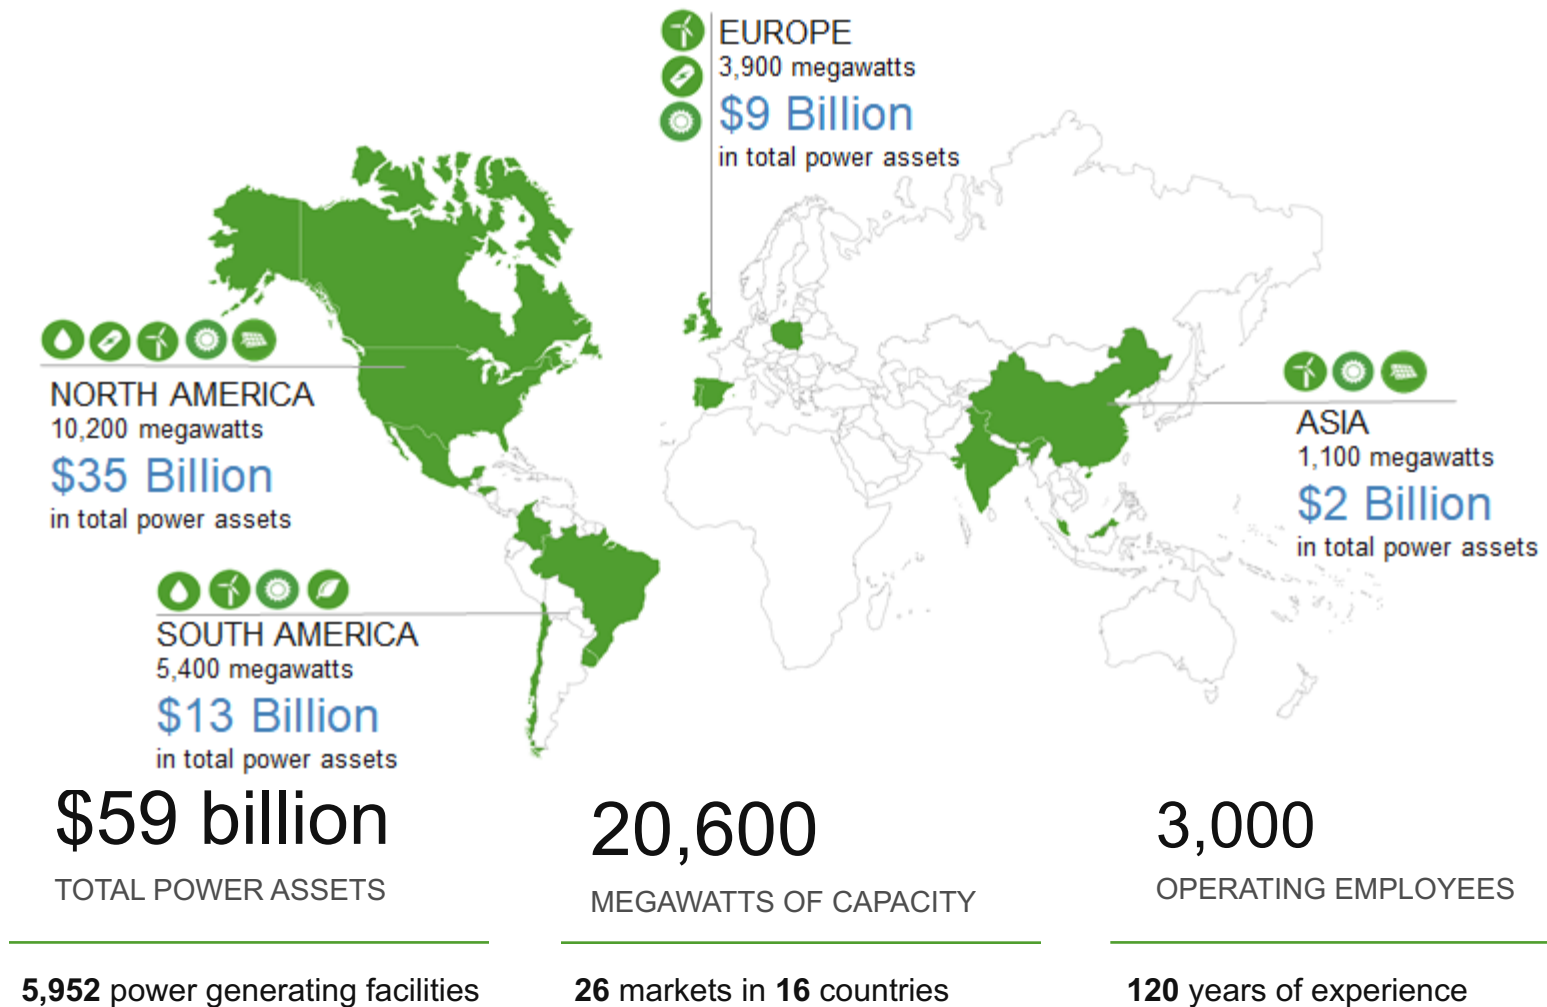 EUROPE
3,900 megawatts
$9 Billion
in total power assets
NORTH AMERICA
10,200 megawatts
$35 Billion
in total power assets
ASIA
1,100 megawatts
$2 Billion
in total power assets
SOUTH AMERICA
5,400 megawatts
$13 Billion
in total power assets
$59 billion
TOTAL POWER ASSETS
20,600
MEGAWATTS OF CAPACITY
3,000
OPERATING EMPLOYEES
5,952 power generating facilities
26 markets in 16 countries
120 years of experience